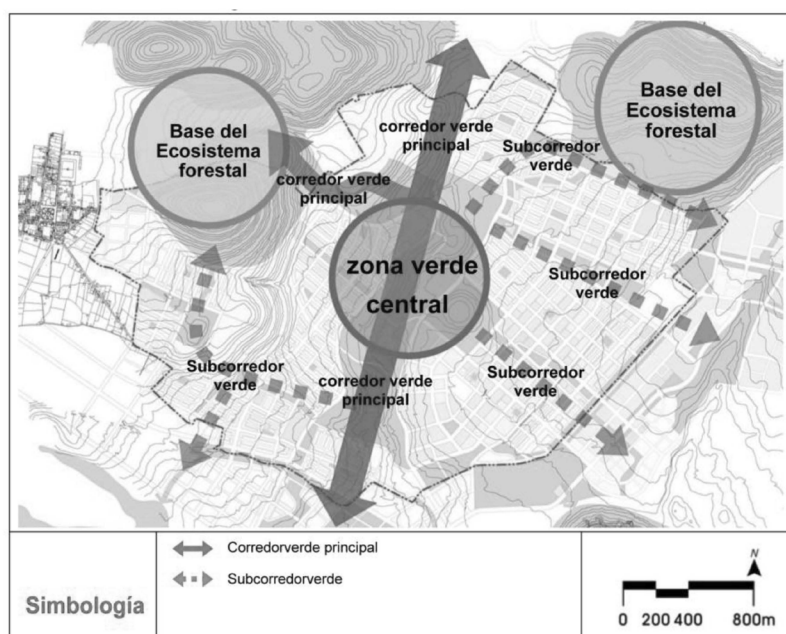 Base del
Ecosistema
forestal
Base del
Ecosistema
forestal
corredor verde
principal
Subcorredor
verde
corredor verde
principal
zona verde
central
Subcorredor
verde
Subcorredor
verde
corredor verde
principal
Subcorredor
verde
Simbología
Corredorverde principal
Subcorredorverde
N
0 200 400 800m